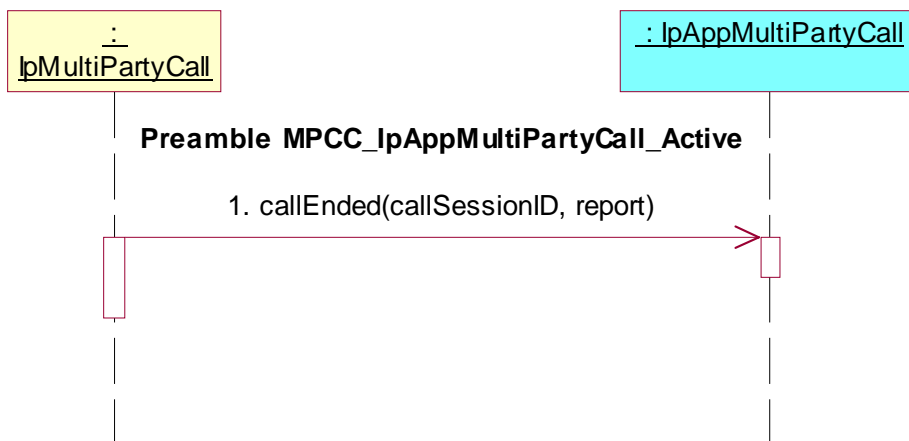 :
IpMultiPartyCall
: IpAppMultiPartyCall
Preamble MPCC_IpAppMultiPartyCall_Active
1. callEnded(callSessionID, report)